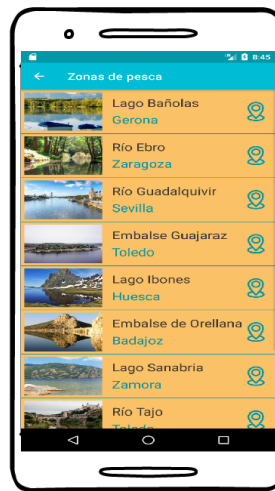 8:45
Zonas de pesca
Lago Bañolas
Gerona
Río Ebro
Zaragoza
Río Guadalquivir
Sevilla
Embalse Guajaraz
Toledo
Lago Ibones
Huesca
Embalse de Orellana
Badajoz
Lago Sanabria
Zamora
Río Tajo
Toledo